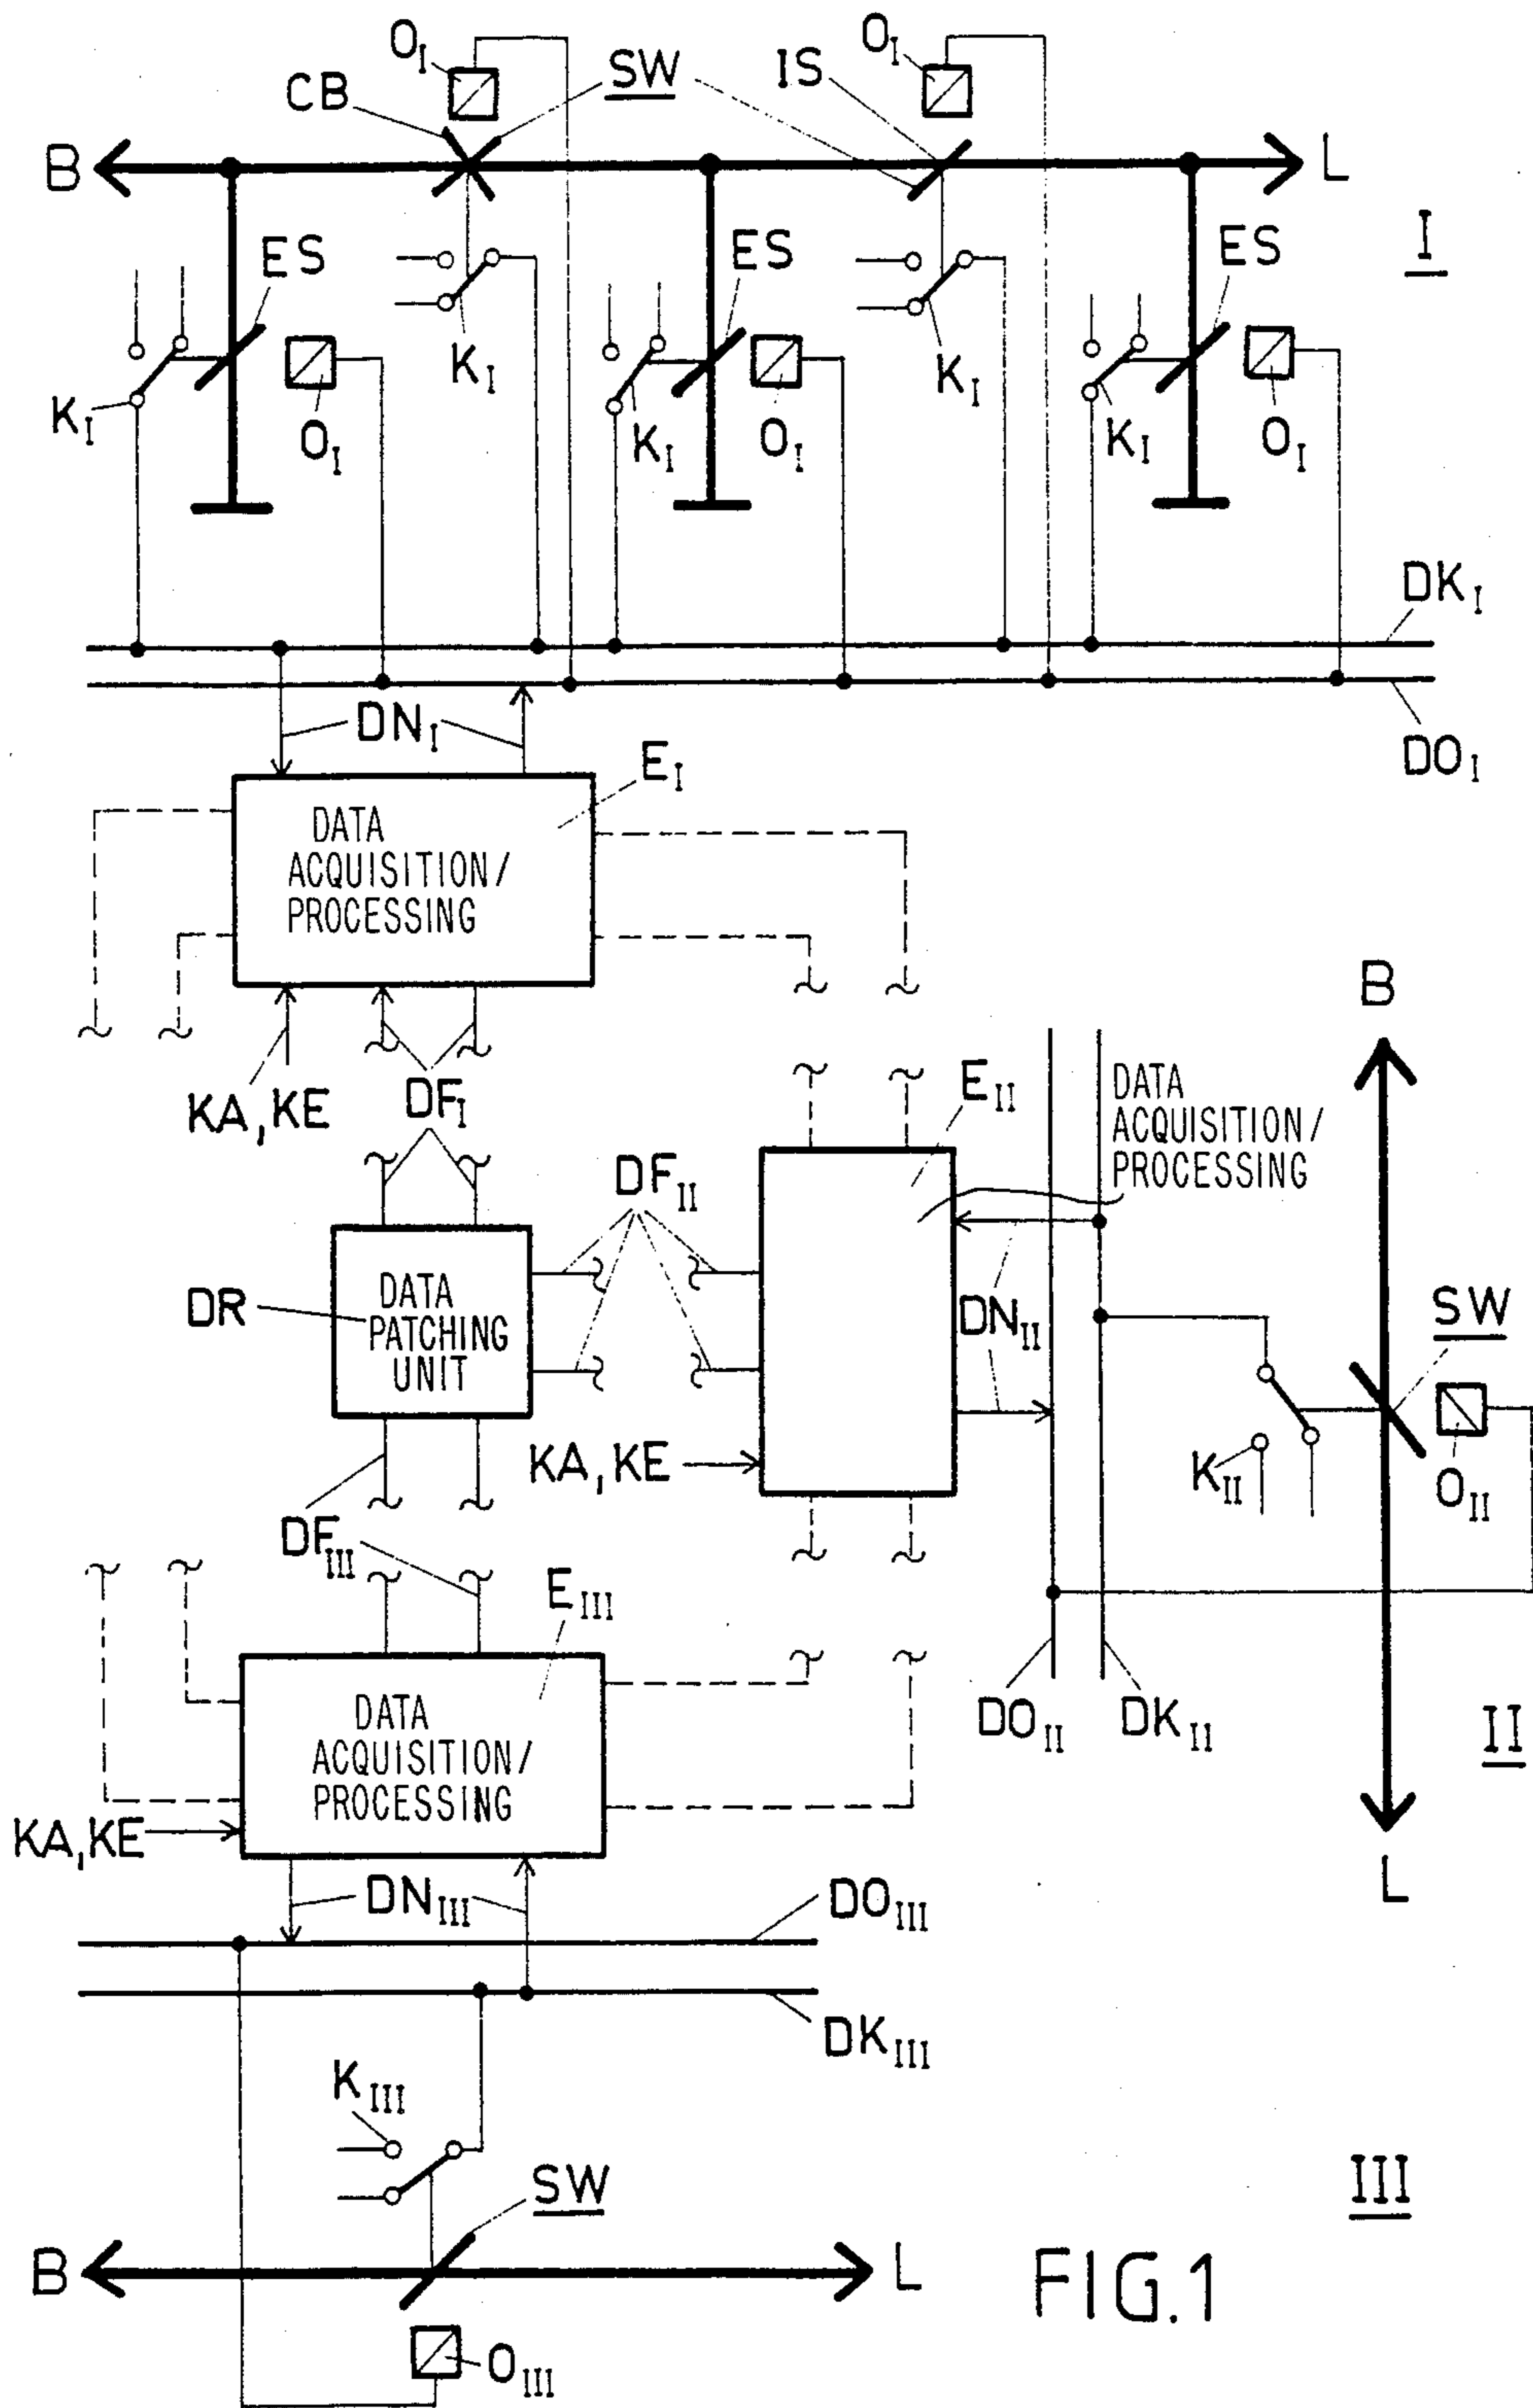 O_I
SW
IS
O_I
CB
B
L
I
ES
ES
ES
K_I
K_I
K_I
O_I
K_I
O_I
K_I
O_I
DK_I
DN_I
DO_I
E_I
DATA
ACQUISITION/
PROCESSING
B
KA, KE
DF_I
E_II
DATA
ACQUISITION/
PROCESSING
DF_II
DR
DATA
PATCHING
UNIT
DN_II
SW
KA, KE
K_II
O_II
DF_III
E_III
DO_II
DK_II
II
DATA
ACQUISITION/
PROCESSING
KA, KE
L
DN_III
DO_III
DK_III
K_III
SW
III
B
L
FIG.1
O_III